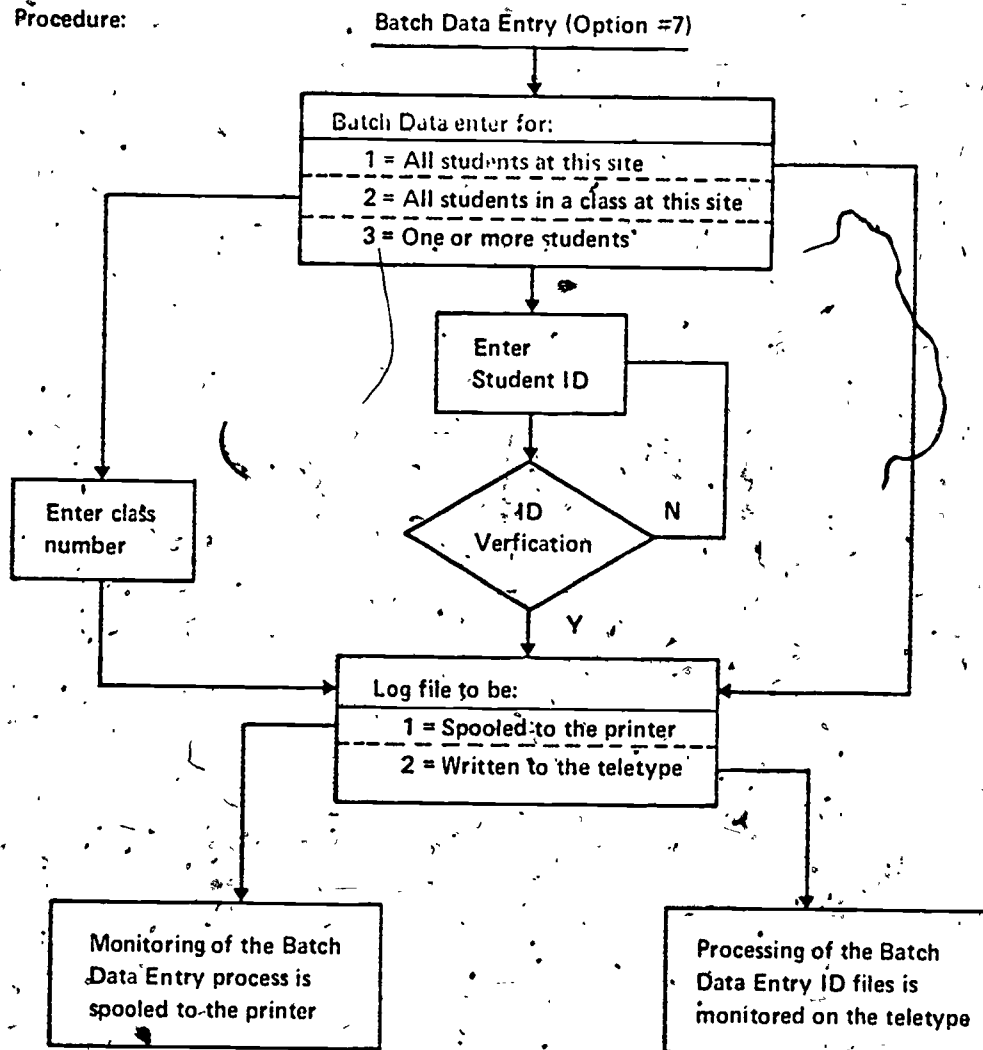 Procedure:
Batch Data Entry (Option =7)
Batch Data enter for:
1 = All students at this site
2 = All students in a class at this site
3 = One or more students
Enter
Student ID
ID
Verfication
N
Y
Enter class
number
Log file to be:
1 = Spooled to the printer
2 = Written to the teletype
Monitoring of the Batch
Data Entry process is
spooled to the printer
Processing of the Batch
Data Entry ID files is
monitored on the teletype